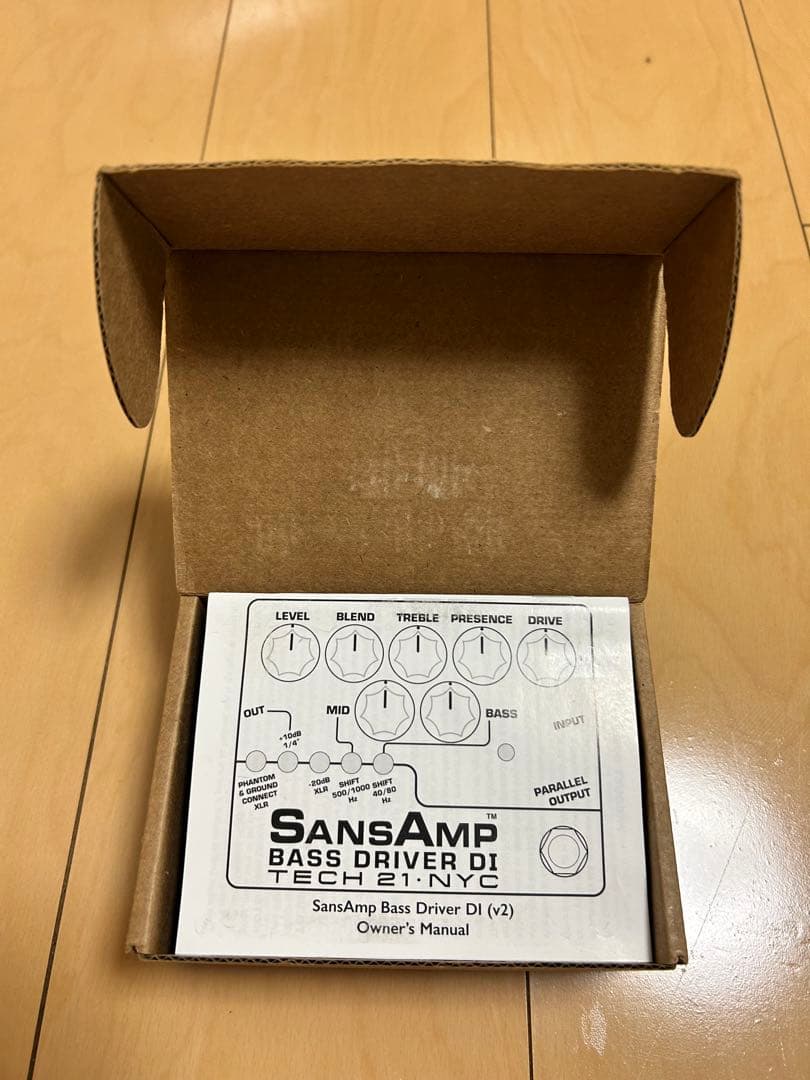 LEVEL BLEND TREBLE PRESENCE DRIVE
OUT
+10dB
1/4"
MID
BASS
INPUT
PHANTOM
& GROUND
CONNECT
XLR
-20dB
XLR
SHIFT
500/1000
Hz
SHIFT
40/80
Hz
PARALLEL
OUTPUT
SANSAMP™
BASS DRIVER DI
TECH 21·NYC
SansAmp Bass Driver DI (v2)
Owner's Manual